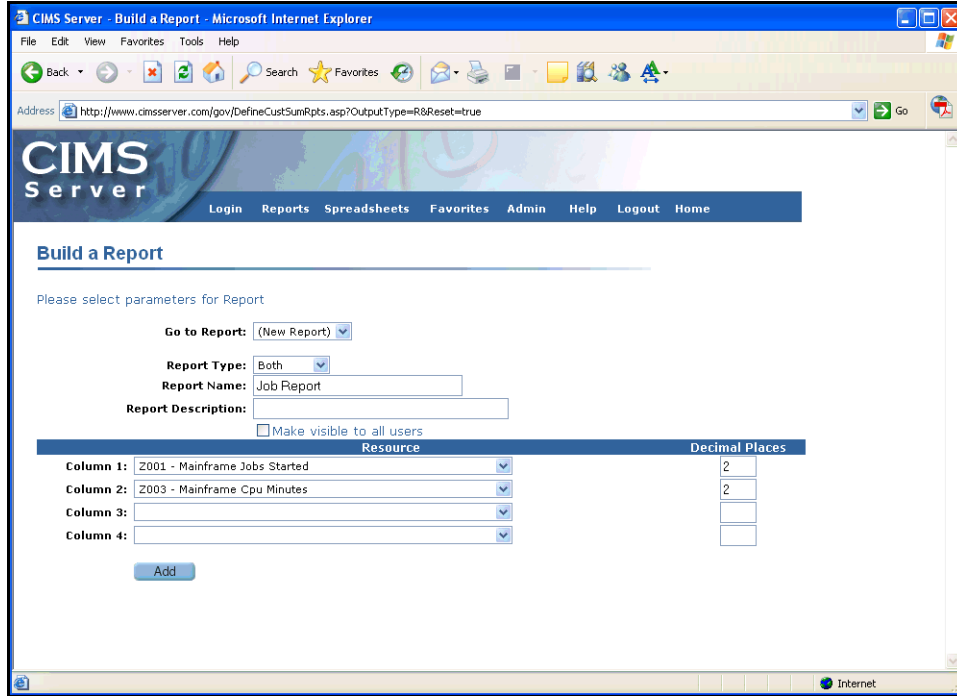 CIMS Server - Build a Report - Microsoft Internet Explorer
File Edit View Favorites Tools Help
Back Search Favorites
Address http://www.cimsserver.com/gov/DefineCustSumRpts.asp?OutputType=R&Reset=true Go
CIMS
Server
Login Reports Spreadsheets Favorites Admin Help Logout Home
Build a Report
Please select parameters for Report
Go to Report: (New Report)
Report Type: Both
Report Name: Job Report
Report Description:
Make visible to all users
Resource Decimal Places
Column 1: Z001 - Mainframe Jobs Started 2
Column 2: Z003 - Mainframe Cpu Minutes 2
Column 3:
Column 4:
Add
Internet